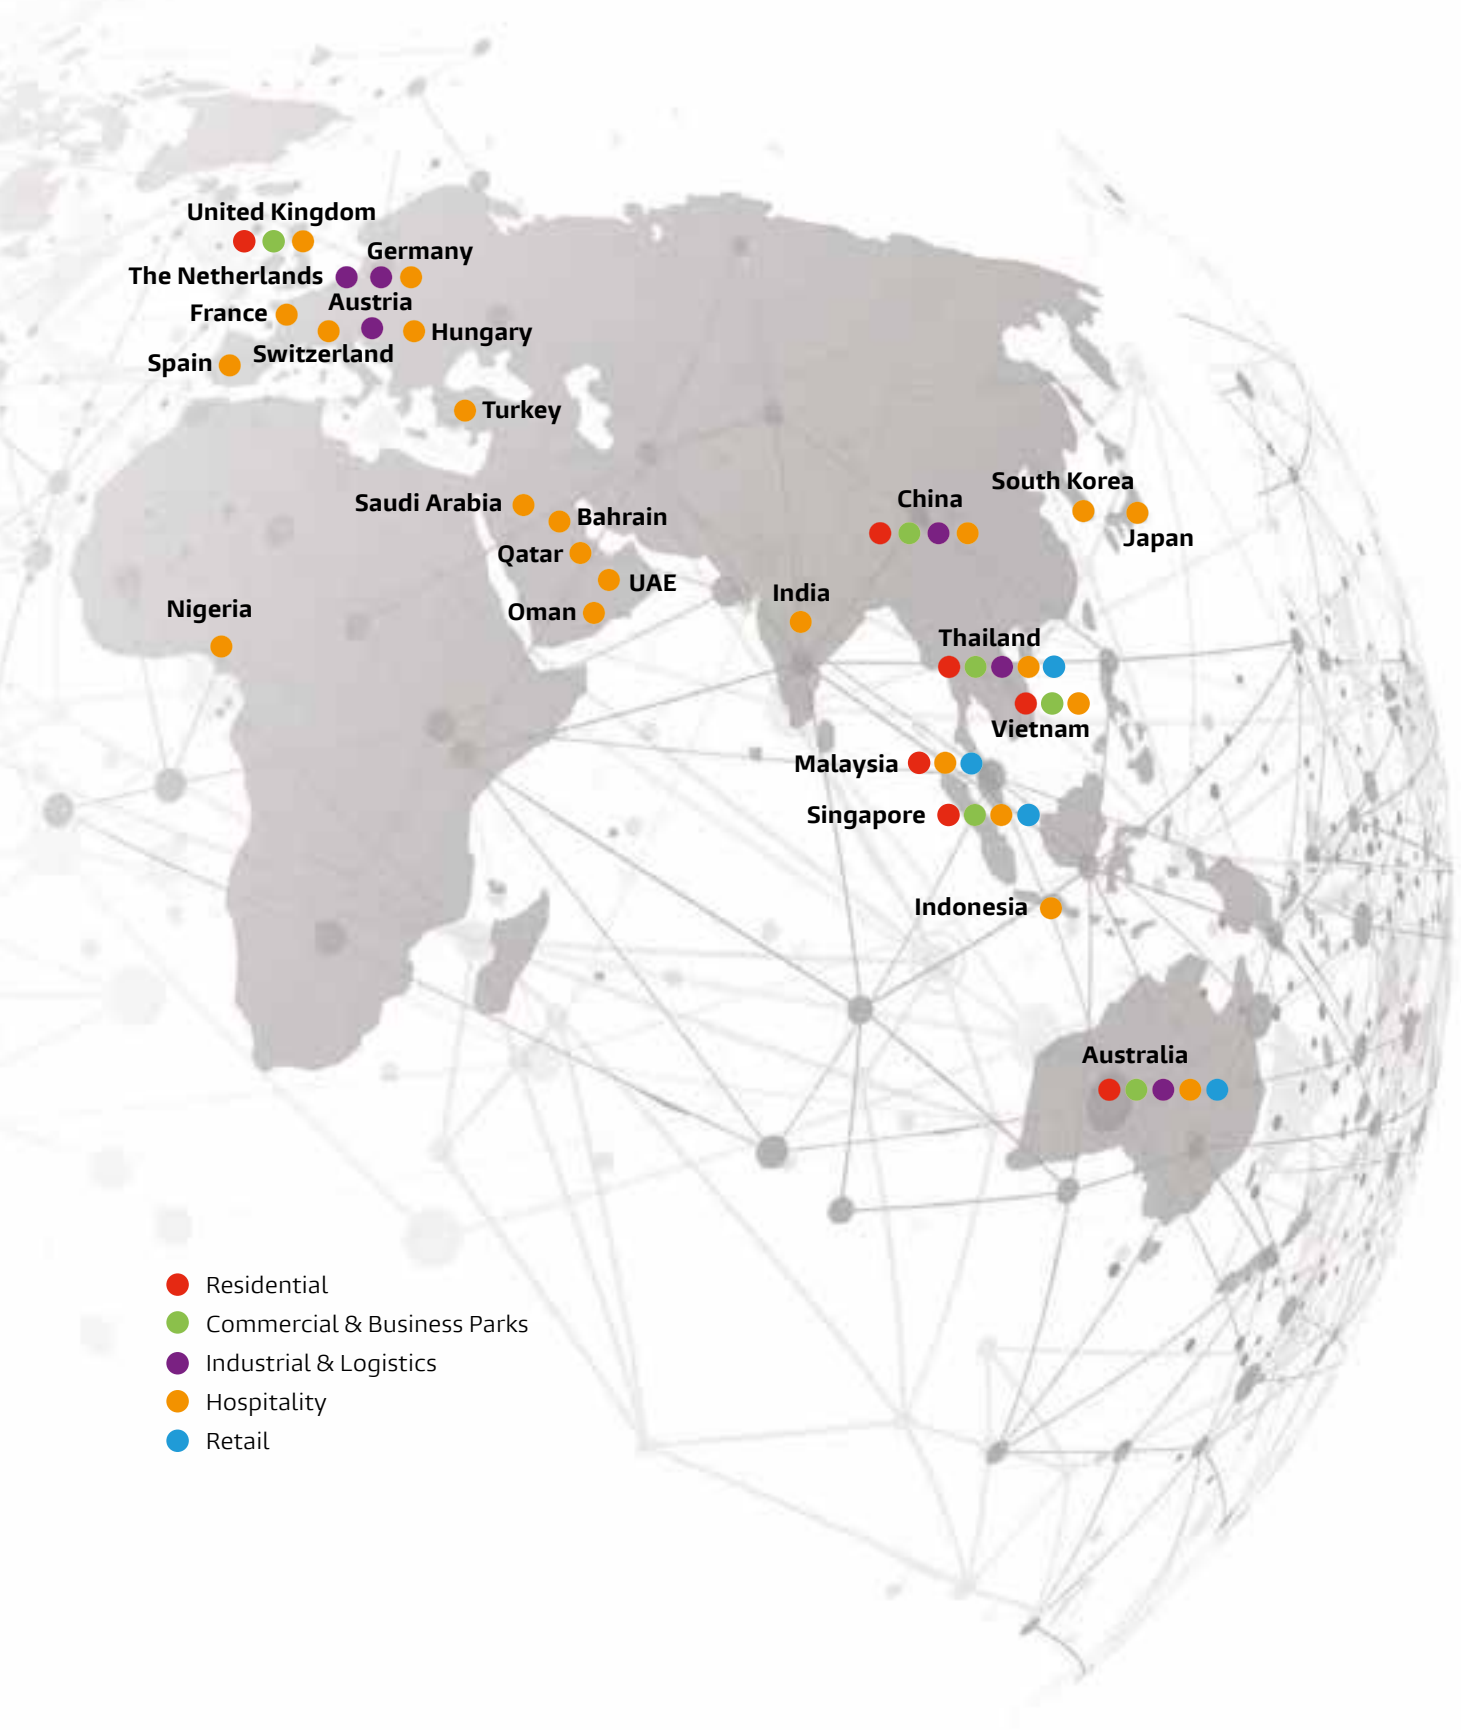 United Kingdom
Germany
The Netherlands
Austria
France
Hungary
Switzerland
Spain
Turkey
South Korea
China
Saudi Arabia
Bahrain
Japan
Qatar
UAE
India
Nigeria
Oman
Thailand
Vietnam
Malaysia
Singapore
Indonesia
Australia
Residential
Commercial & Business Parks
Industrial & Logistics
Hospitality
Retail